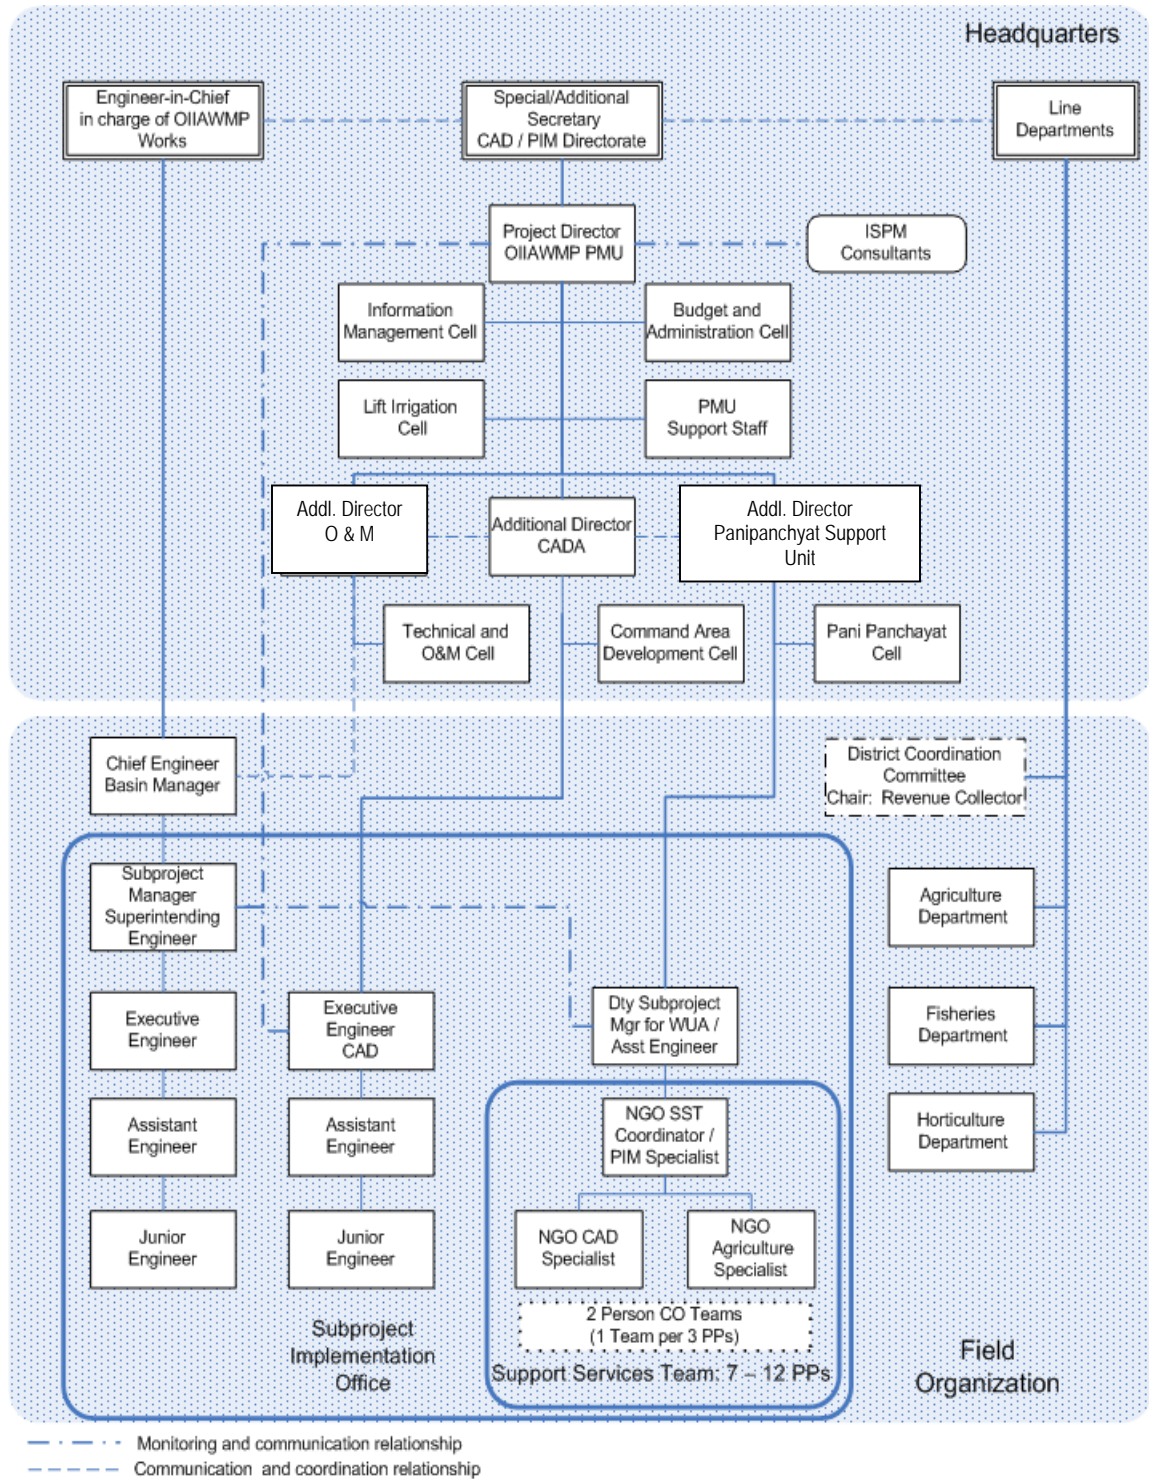 Headquarters
Engineer-in-Chief
in charge of OIIAWMP
Works
Special/Additional
Secretary
CAD / PIM Directorate
Line
Departments
Project Director
OIIAWMP PMU
ISPM
Consultants
Information
Management Cell
Budget and
Administration Cell
Lift Irrigation
Cell
PMU
Support Staff
Addl. Director
O & M
Additional Director
CADA
Addl. Director
Panipanchyat Support
Unit
Technical and
O&M Cell
Command Area
Development Cell
Pani Panchayat
Cell
Chief Engineer
Basin Manager
District Coordination
Committee
Chair: Revenue Collector
Subproject
Manager
Superintending
Engineer
Agriculture
Department
Executive
Engineer
Executive
Engineer
CAD
Dty Subproject
Mgr for WUA /
Asst Engineer
Fisheries
Department
Assistant
Engineer
Assistant
Engineer
NGO SST
Coordinator /
PIM Specialist
Horticulture
Department
Junior
Engineer
Junior
Engineer
NGO CAD
Specialist
NGO
Agriculture
Specialist
2 Person CO Teams
(1 Team per 3 PPs)
Subproject
Implementation
Office
Support Services Team: 7 – 12 PPs
Field
Organization
Monitoring and communication relationship
Communication and coordination relationship